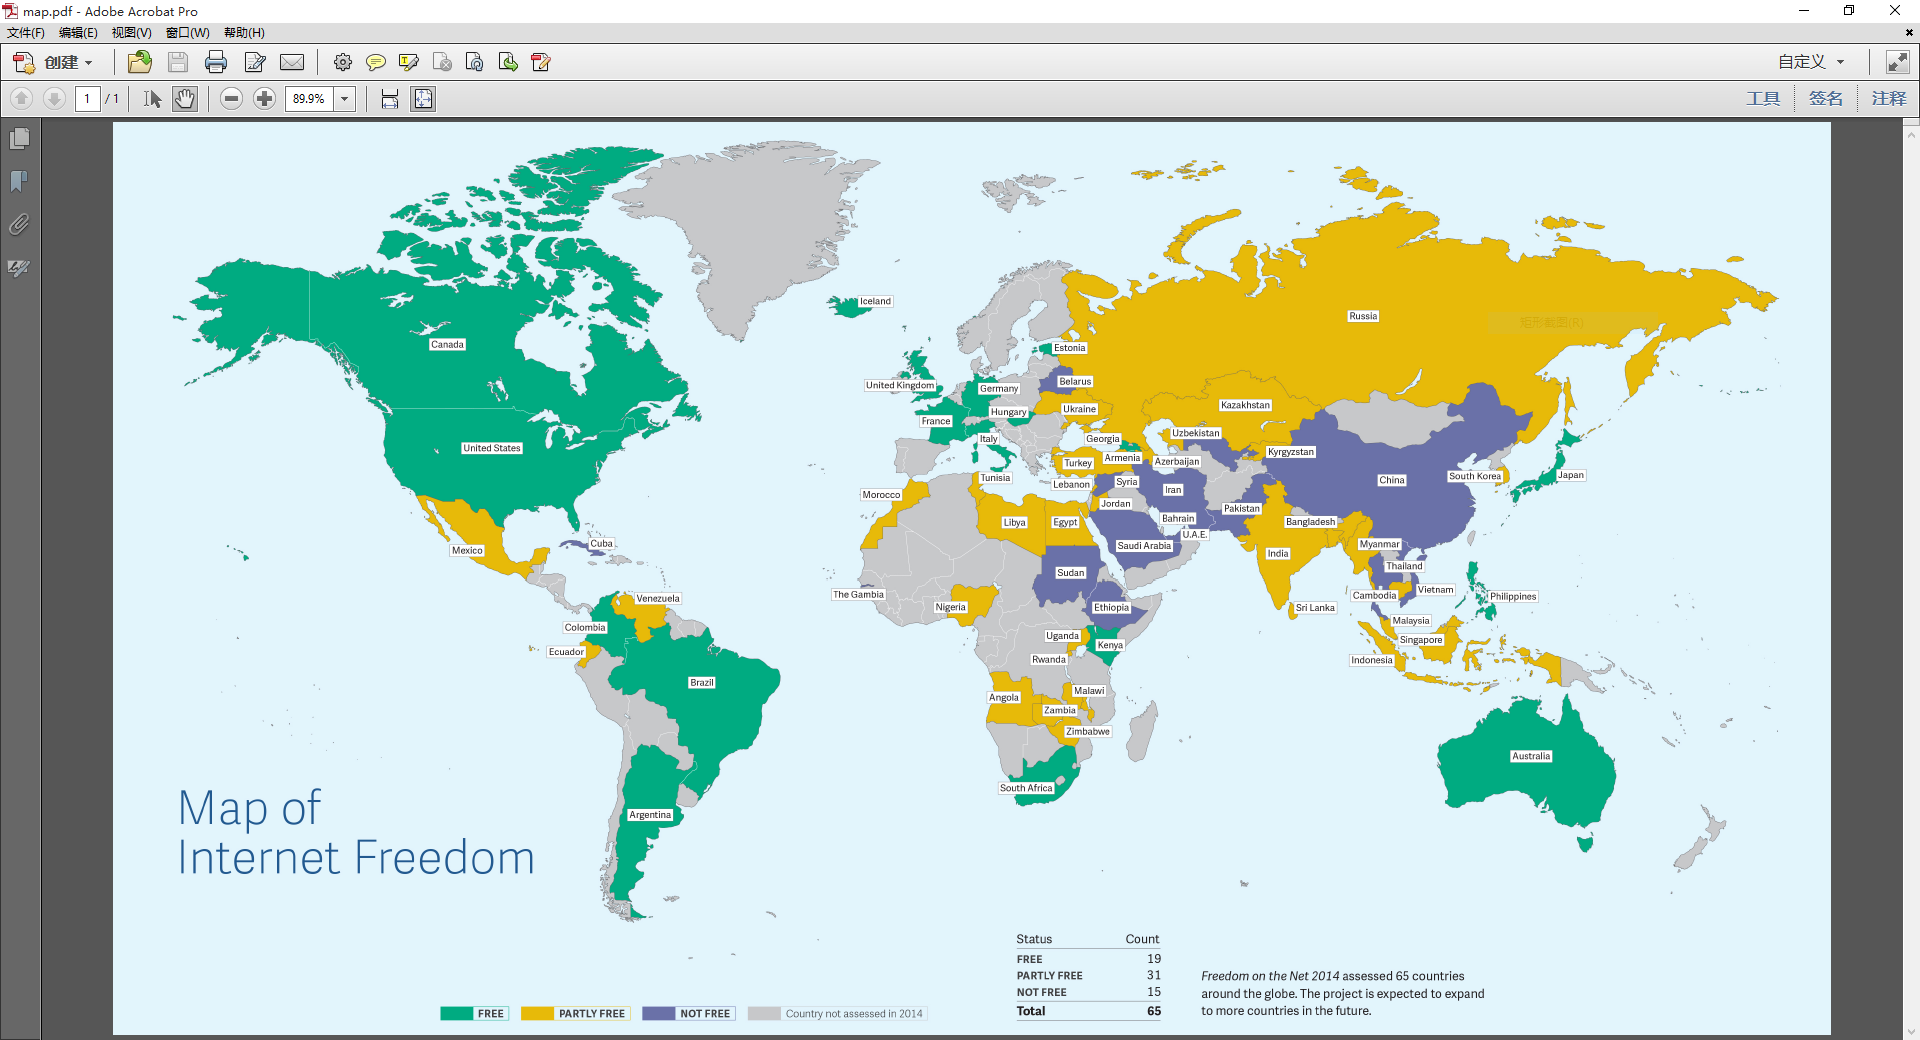 map.pdf - Adobe Acrobat Pro
文件(F) 编辑(E) 视图(V) 窗口(W) 帮助(H)
创建
自定义
1 / 1
89.9%
工具 签名 注释
Iceland
Russia
矩形截图(R)
Canada
Estonia
United Kingdom
Germany
Belarus
Kazakhstan
Hungary
Ukraine
France
United States
Italy
Georgia
Uzbekistan
Armenia
Azerbaijan
Kyrgyzstan
Turkey
Tunisia
Lebanon
Syria
Iran
China
South Korea
Japan
Morocco
Jordan
Pakistan
Libya
Egypt
Bahrain
Bangladesh
U.A.E.
Mexico
Cuba
Saudi Arabia
India
Myanmar
Sudan
Thailand
The Gambia
Venezuela
Nigeria
Ethiopia
Sri Lanka
Cambodia
Vietnam
Philippines
Colombia
Malaysia
Uganda
Kenya
Singapore
Ecuador
Rwanda
Indonesia
Brazil
Angola
Malawi
Zambia
Zimbabwe
Australia
South Africa
Argentina
Map of
Internet Freedom
Status Count
FREE 19
PARTLY FREE 31
NOT FREE 15
Total 65
Freedom on the Net 2014 assessed 65 countries
around the globe. The project is expected to expand
to more countries in the future.
FREE PARTLY FREE NOT FREE Country not assessed in 2014